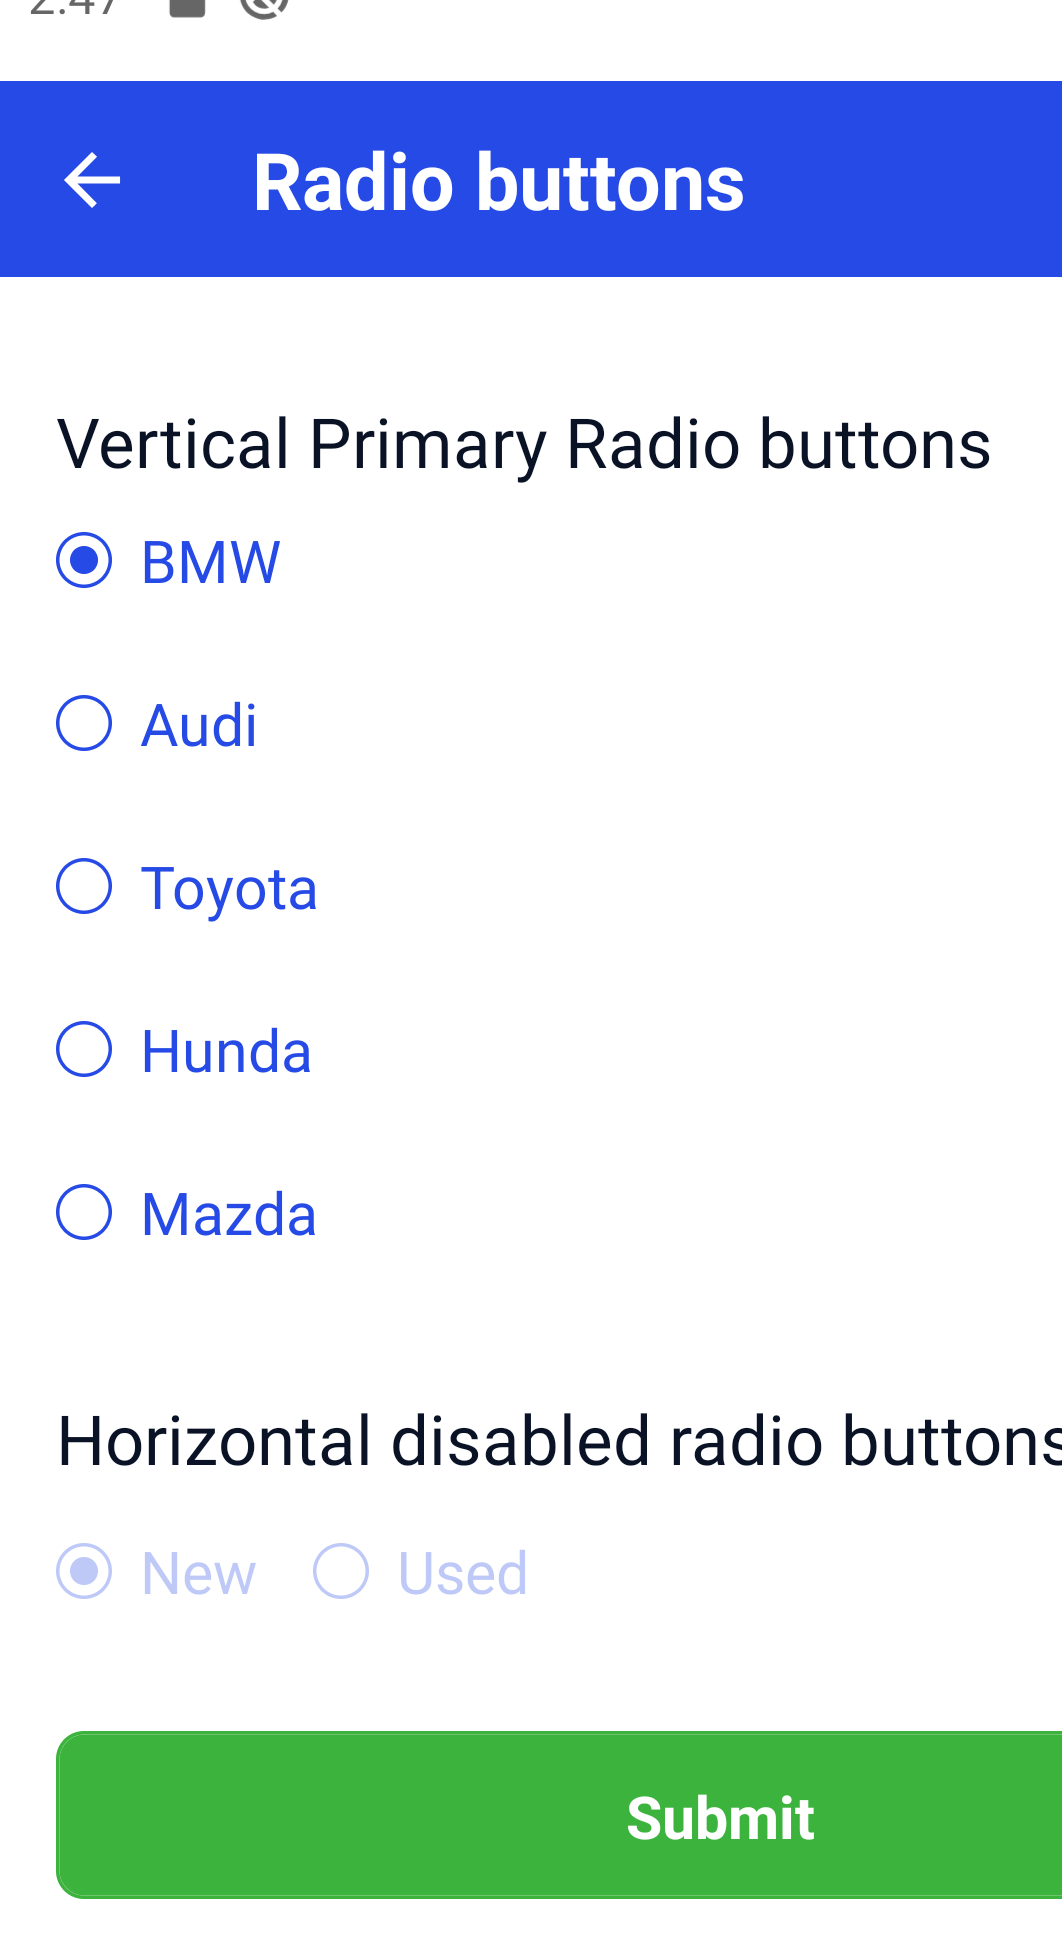 2:47
Radio buttons
Vertical Primary Radio buttons
BMW
Audi
Toyota
Hunda
Mazda
Horizontal disabled radio buttons
New Used
Submit